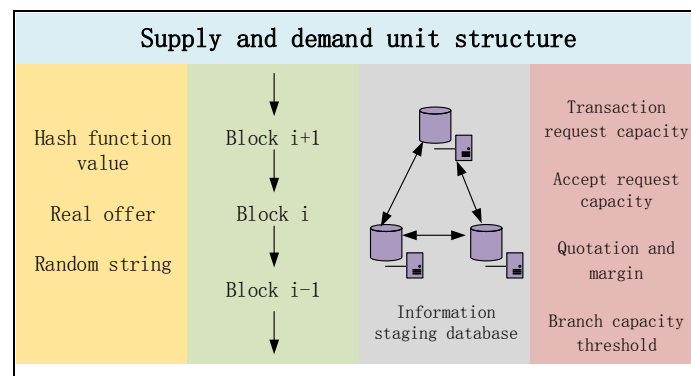 Supply and demand unit structure
Hash function
value
Real offer
Random string
Block i+1
Block i
Block i-1
Information
staging database
Transaction
request capacity
Accept request
capacity
Quotation and
margin
Branch capacity
threshold